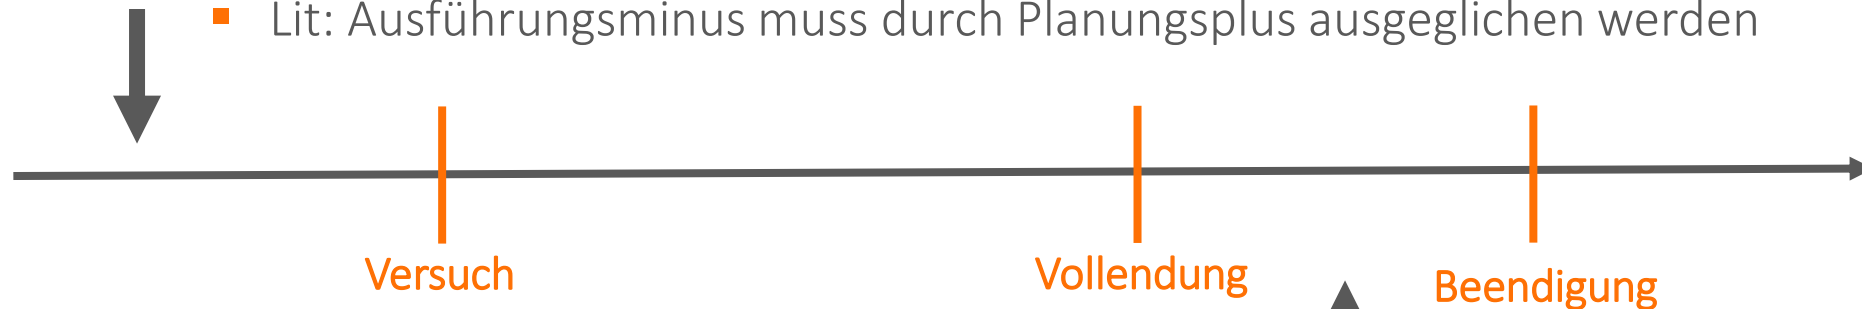 Lit: Ausführungsminus muss durch Planungsplus ausgeglichen werden
Versuch
Vollendung
Beendigung